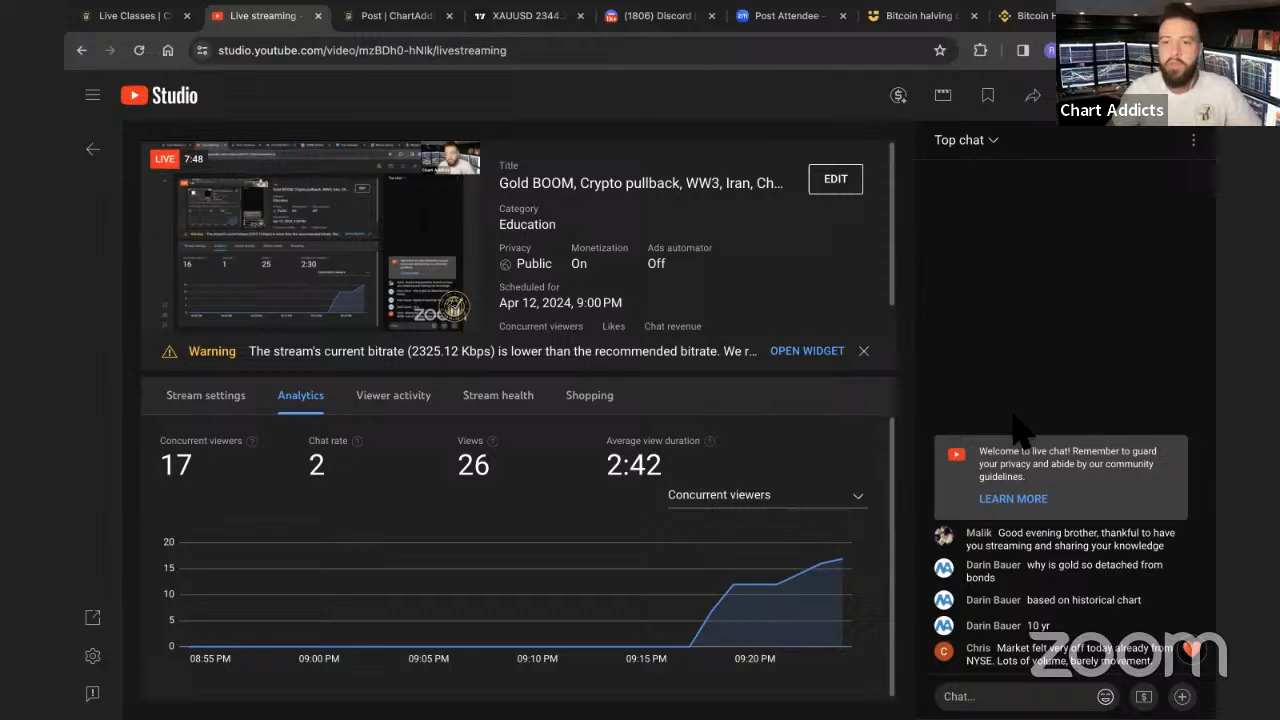 Live Classes | C
Live streaming -
Post | ChartAdd
XAUUSD 2344.
(1806) Discord
Post Attendee -
Bitcoin halving
Bitcoin H
studio.youtube.com/video/mzBDh0-hNlk/livestreaming
Chart Addicts
Studio
LIVE 7:48
Title
Gold BOOM, Crypto pullback, WW3, Iran, Ch...
EDIT
Category
Education
Privacy Monetization Ads automator
Public On Off
Scheduled for
Apr 12, 2024, 9:00 PM
Concurrent viewers Likes Chat revenue
Warning The stream's current bitrate (2325.12 Kbps) is lower than the recommended bitrate. We r... OPEN WIDGET
Stream settings Analytics Viewer activity Stream health Shopping
Concurrent viewers Chat rate Views Average view duration
17 2 26 2:42
Concurrent viewers
20
15
10
5
0
08:55 PM 09:00 PM 09:05 PM 09:10 PM 09:15 PM 09:20 PM
Top chat
Welcome to live chat! Remember to guard
your privacy and abide by our community
guidelines.
LEARN MORE
Malik Good evening brother, thankful to have
you streaming and sharing your knowledge
Darin Bauer why is gold so detached from
bonds
Darin Bauer based on historical chart
Darin Bauer 10 yr
Chris Market felt very off today already from
NYSE. Lots of volume, barely movement.
zoom
Chat...